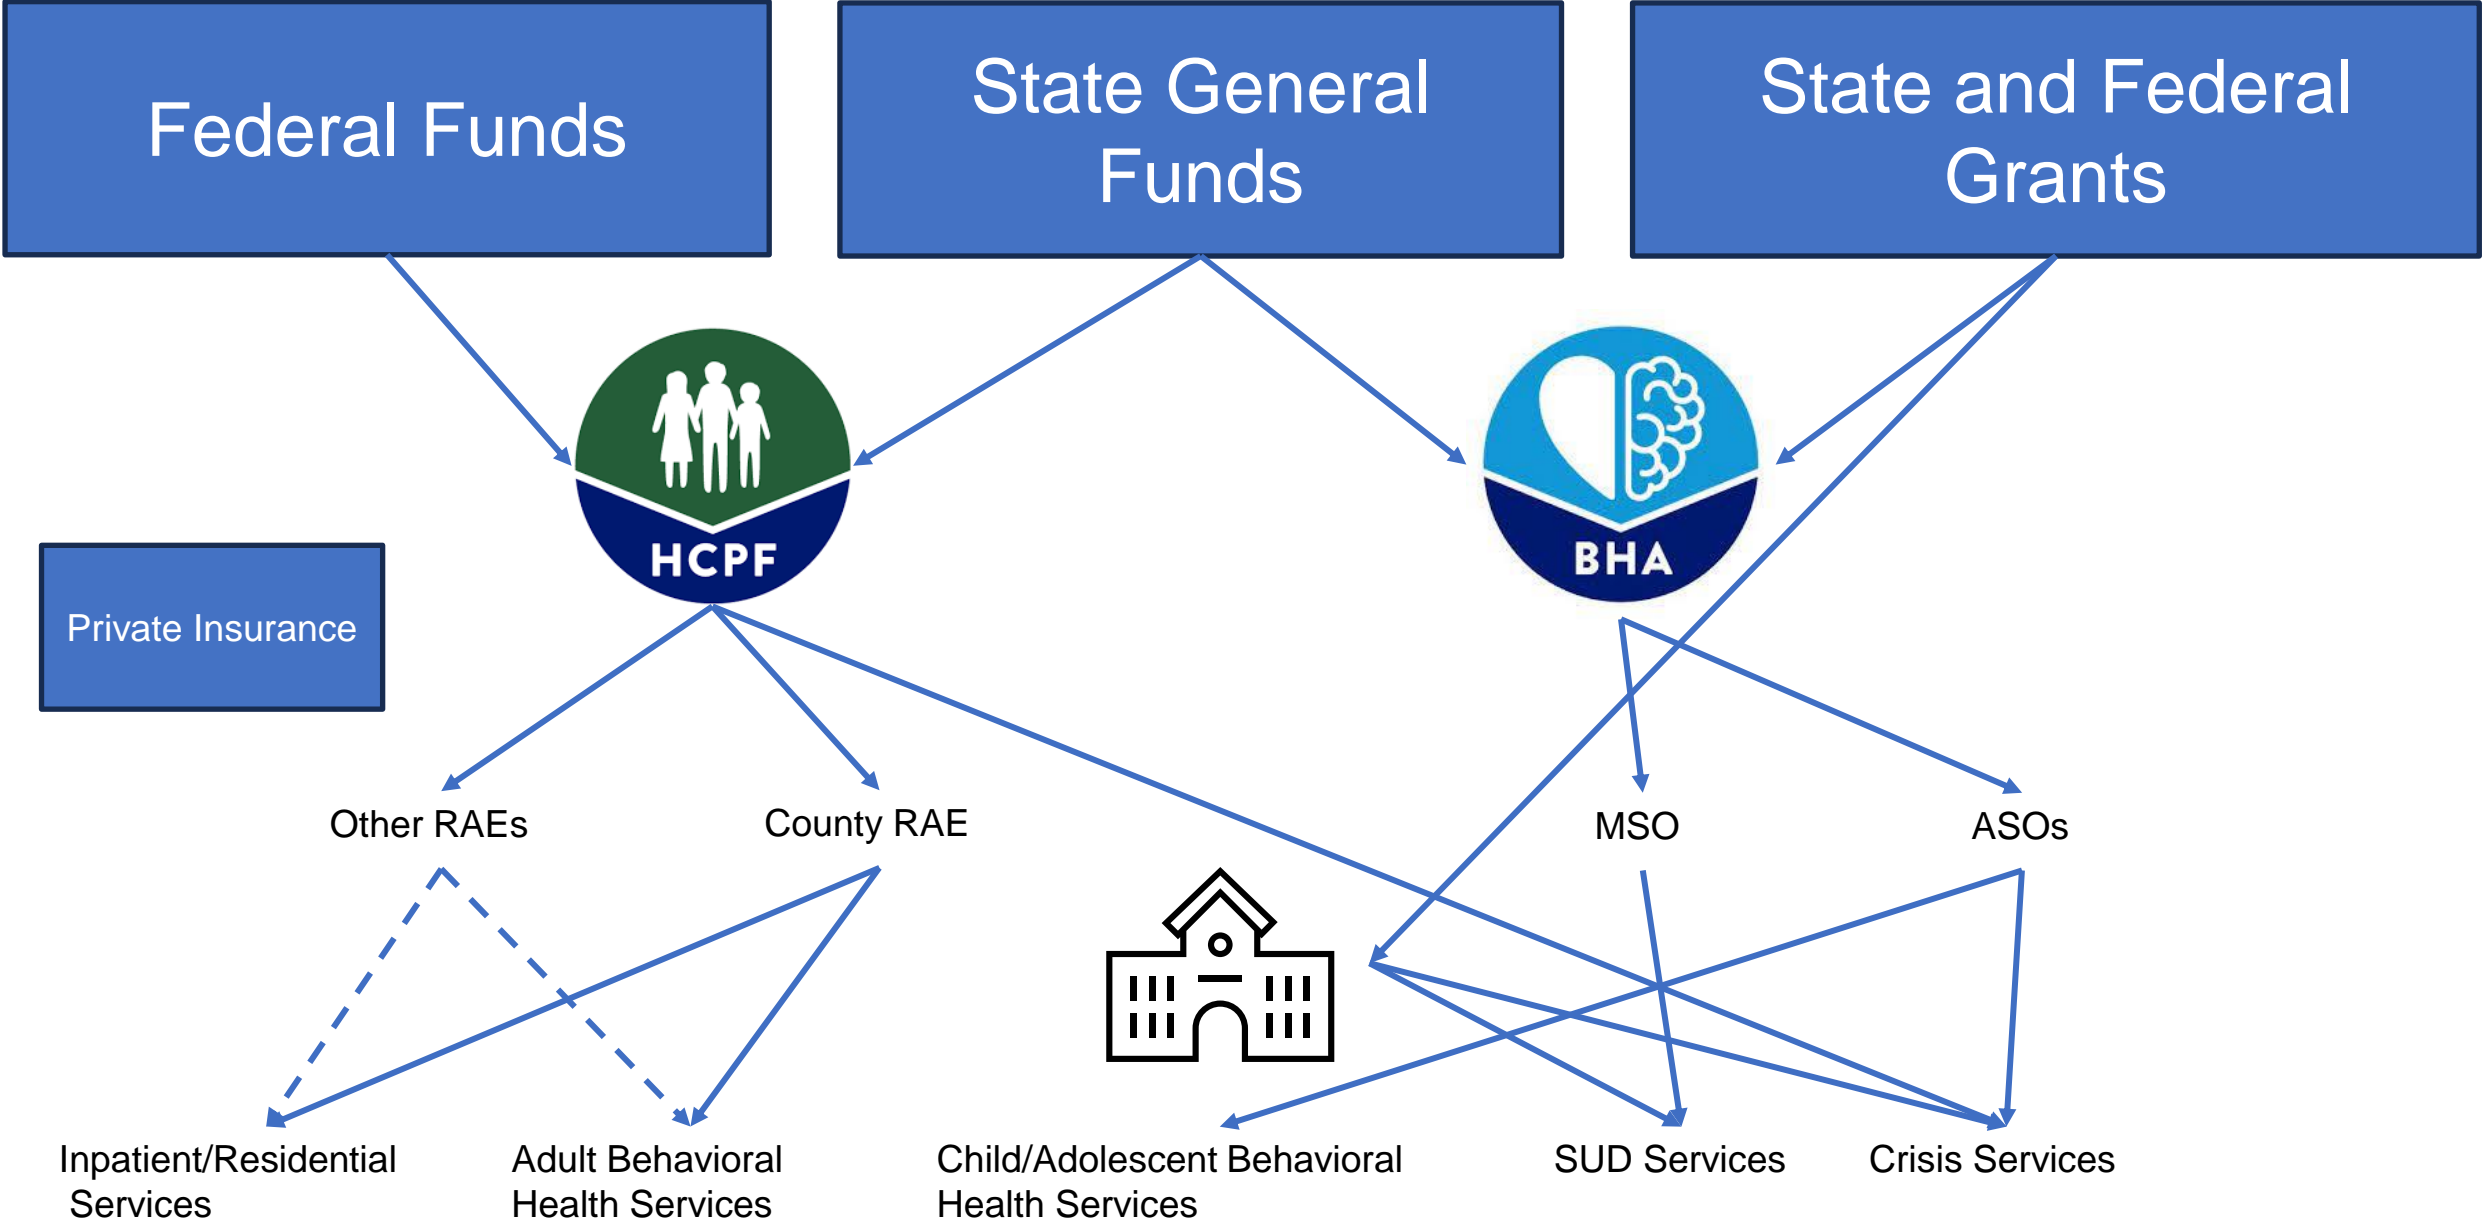 Federal Funds
State General
Funds
State and Federal
Grants
HCPF
BHA
Private Insurance
Other RAEs
County RAE
MSO
ASOs
Inpatient/Residential
Services
Adult Behavioral
Health Services
Child/Adolescent Behavioral
Health Services
SUD Services
Crisis Services